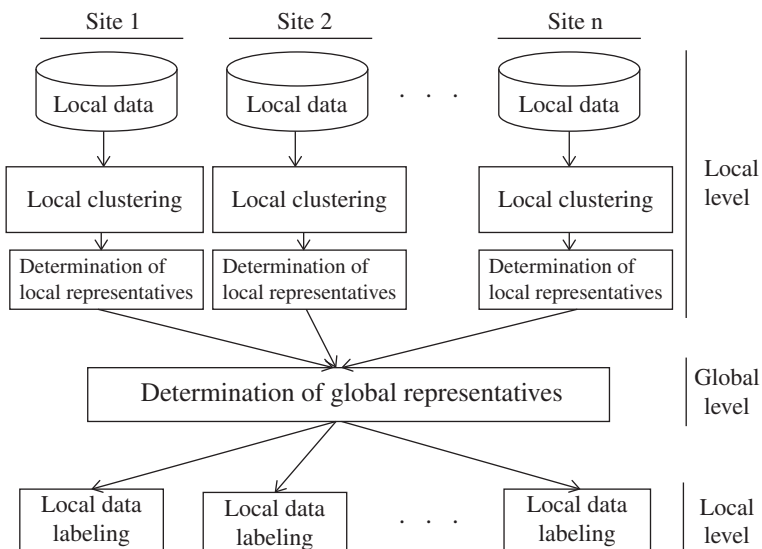 Site 1
Site 2
Site n
Local data
Local data
. . .
Local data
Local clustering
Local clustering
Local clustering
Local
level
Determination of
local representatives
Determination of
local representatives
Determination of
local representatives
Determination of global representatives
Global
level
Local data
labeling
Local data
labeling
. . .
Local data
labeling
Local
level